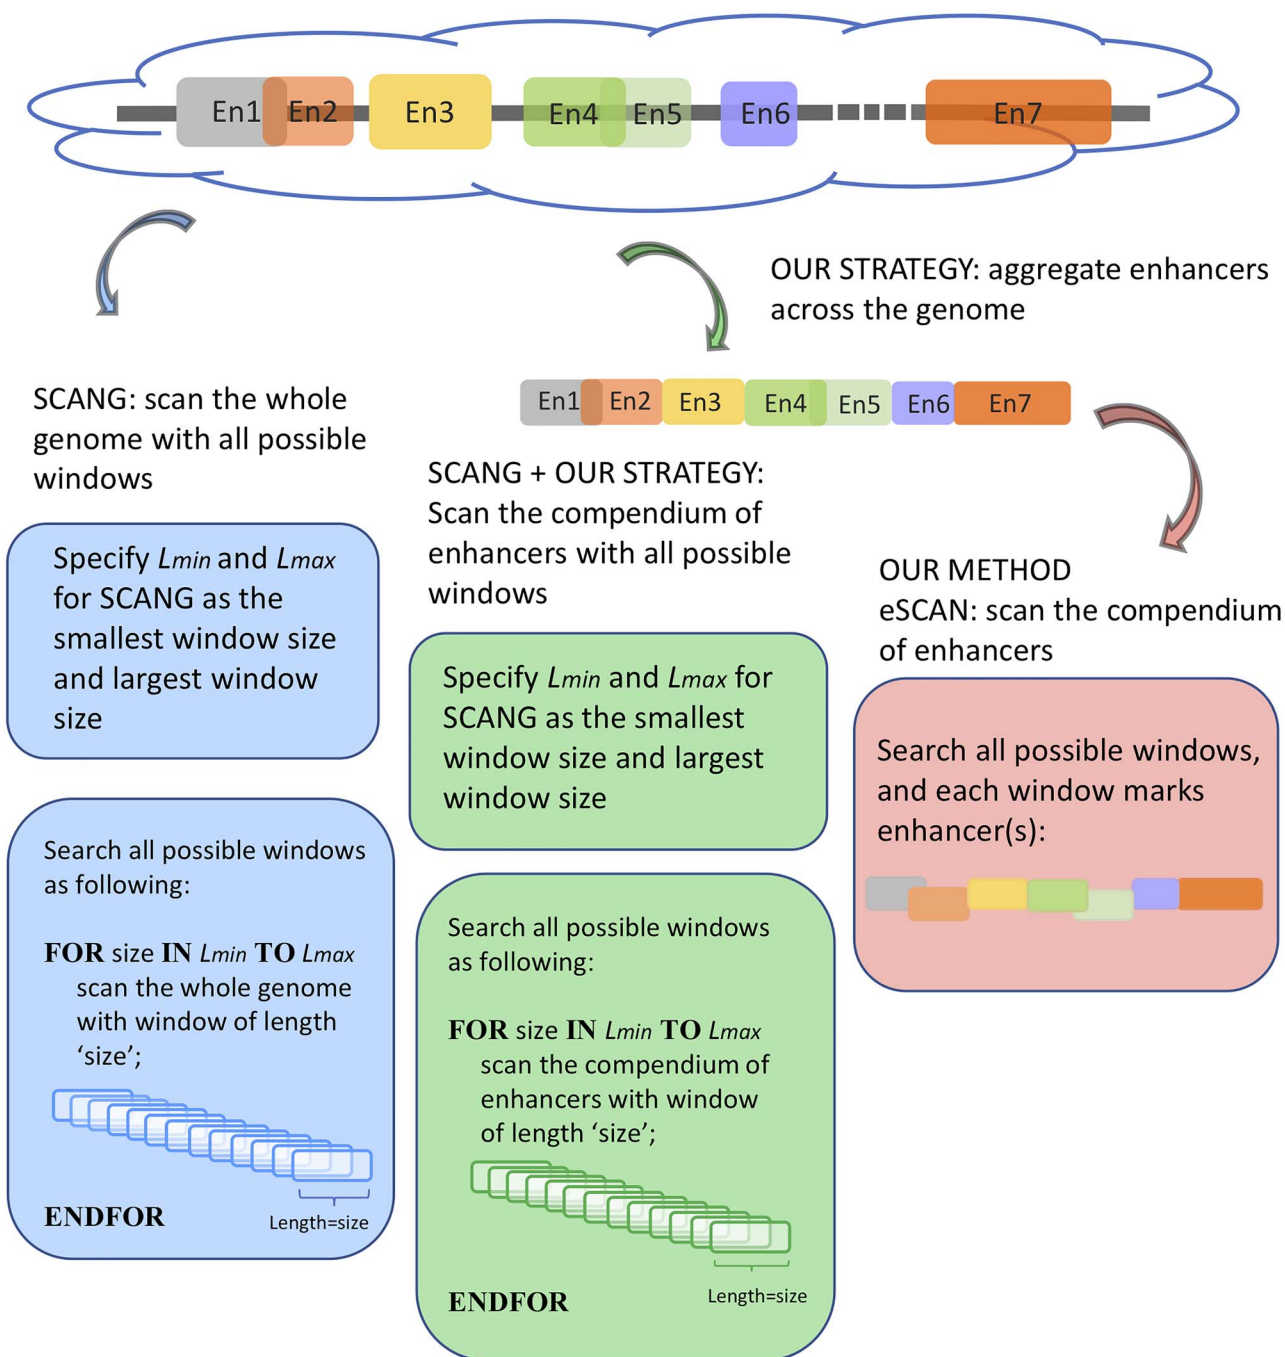 En1 En2 En3 En4 En5 En6 En7
OUR STRATEGY: aggregate enhancers
across the genome
En1 En2 En3 En4 En5 En6 En7
SCANG: scan the whole
genome with all possible
windows
Specify Lmin and Lmax
for SCANG as the
smallest window size
and largest window
size
Search all possible windows
as following:
FOR size IN Lmin TO Lmax
scan the whole genome
with window of length
‘size’;
Length=size
ENDFOR
SCANG + OUR STRATEGY:
Scan the compendium of
enhancers with all possible
windows
Specify Lmin and Lmax for
SCANG as the smallest
window size and largest
window size
Search all possible windows
as following:
FOR size IN Lmin TO Lmax
scan the compendium of
enhancers with window
of length ‘size’;
Length=size
ENDFOR
OUR METHOD
eSCAN: scan the compendium
of enhancers
Search all possible windows,
and each window marks
enhancer(s):